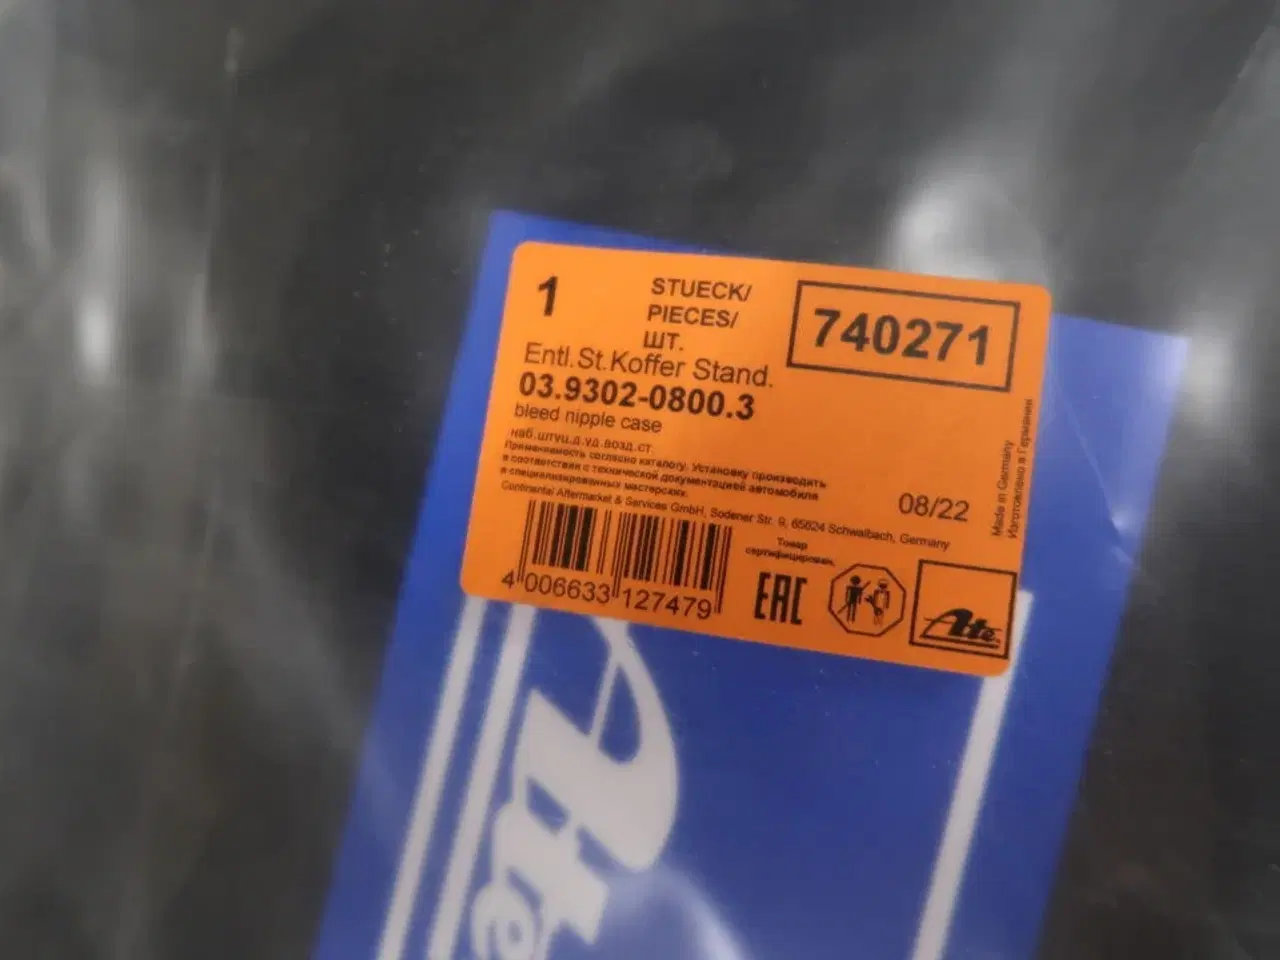 1
STUECK/
PIECES/
ШТ.
740271
Entl.St.Koffer Stand.
03.9302-0800.3
bleed nipple case
наб.штуц.д.уд.возд.ст.
Применимость согласно каталогу. Установку производить
в соответствии с технической документацией автомобиля
в специализированных мастерских.
Continental Aftermarket & Services GmbH, Sodener Str. 9, 65824 Schwalbach, Germany
08/22
Made in Germany
Изготовлено в Германии
4 006633 127479
Товар
сертифицирован.
EAC
Ate
Ate